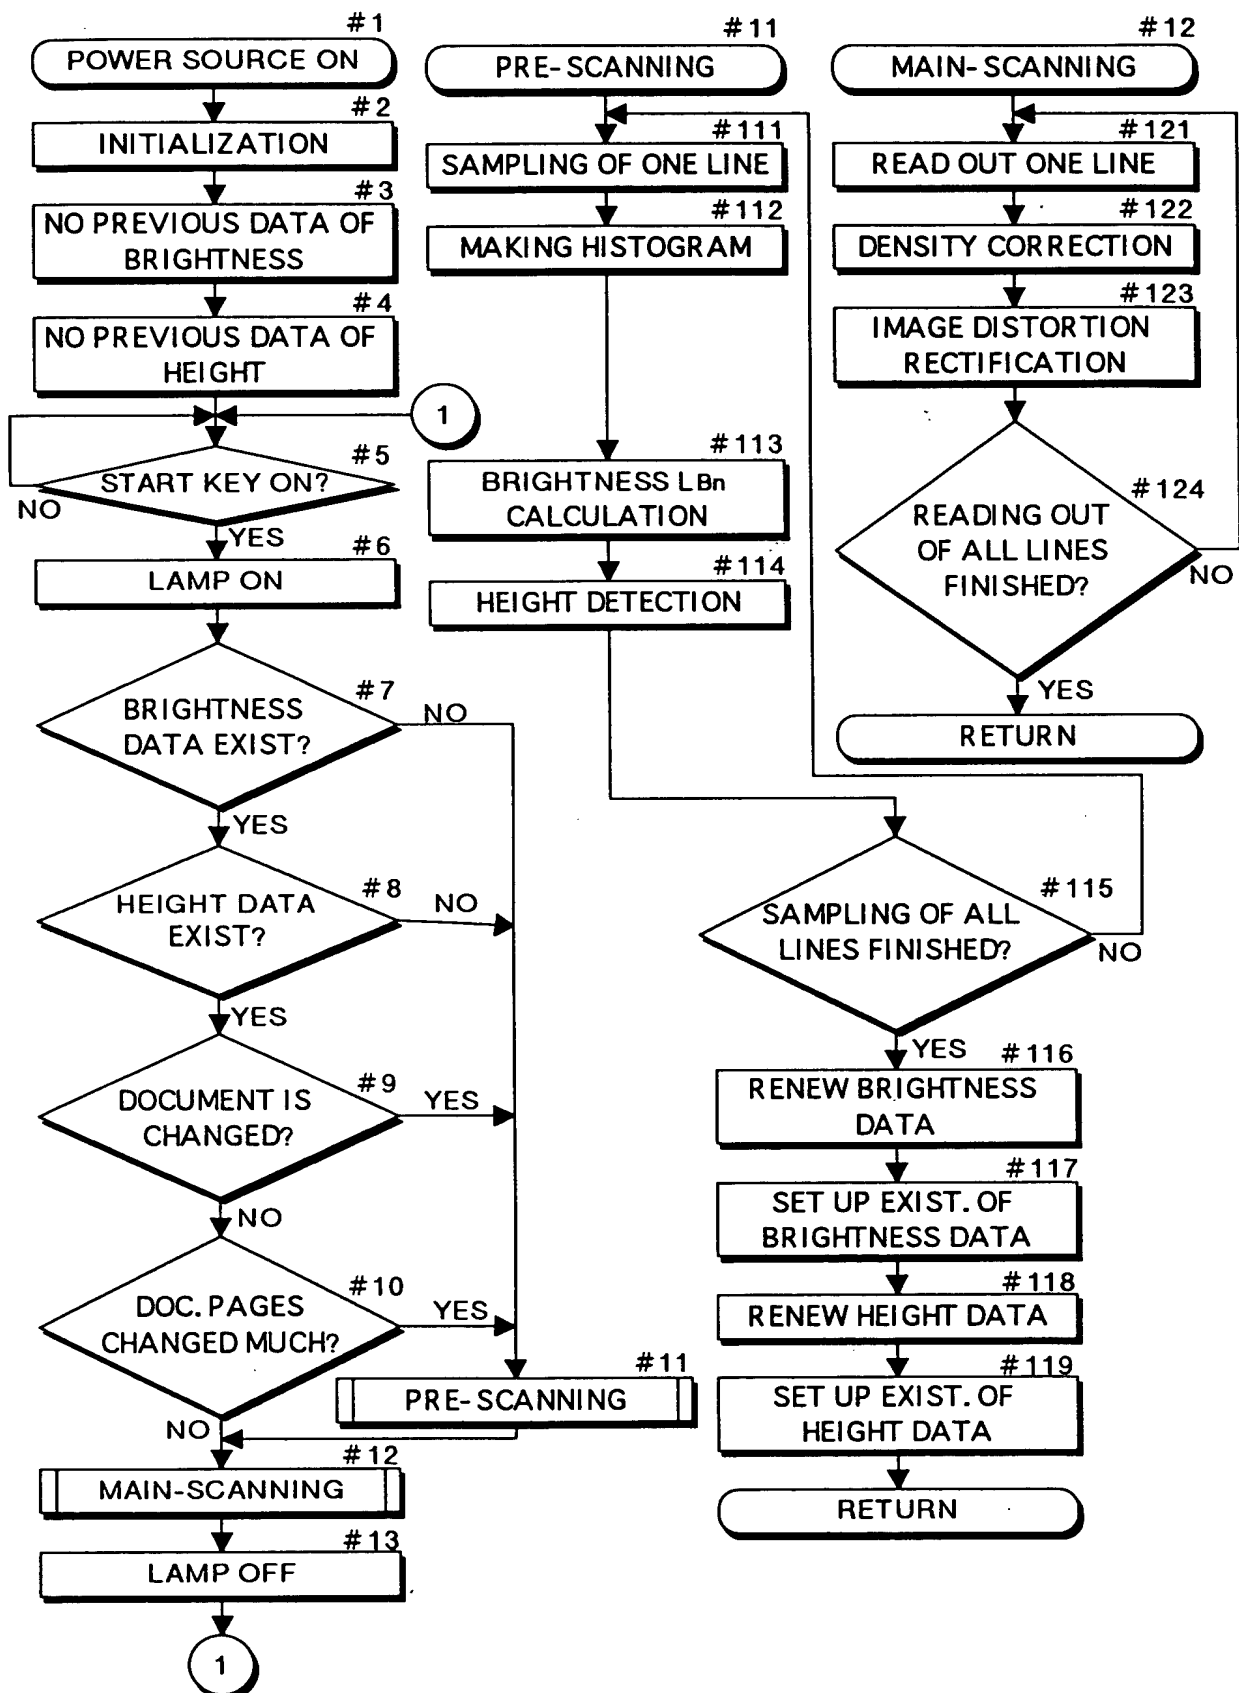 #1
POWER SOURCE ON
#2
INITIALIZATION
#3
NO PREVIOUS DATA OF
BRIGHTNESS
#4
NO PREVIOUS DATA OF
HEIGHT
1
#5
START KEY ON?
NO
YES
#6
LAMP ON
#7
BRIGHTNESS
DATA EXIST?
NO
YES
#8
HEIGHT DATA
EXIST?
NO
YES
#9
DOCUMENT IS
CHANGED?
YES
NO
#10
DOC. PAGES
CHANGED MUCH?
YES
NO
#11
PRE-SCANNING
#12
MAIN-SCANNING
#13
LAMP OFF
1
#11
PRE-SCANNING
#111
SAMPLING OF ONE LINE
#112
MAKING HISTOGRAM
#113
BRIGHTNESS LBn
CALCULATION
#114
HEIGHT DETECTION
#115
SAMPLING OF ALL
LINES FINISHED?
NO
YES
#116
RENEW BRIGHTNESS
DATA
#117
SET UP EXIST. OF
BRIGHTNESS DATA
#118
RENEW HEIGHT DATA
#119
SET UP EXIST. OF
HEIGHT DATA
RETURN
#12
MAIN-SCANNING
#121
READ OUT ONE LINE
#122
DENSITY CORRECTION
#123
IMAGE DISTORTION
RECTIFICATION
#124
READING OUT
OF ALL LINES
FINISHED?
NO
YES
RETURN